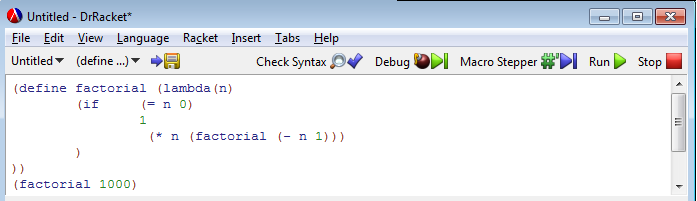 Untitled - DrRacket*
File Edit View Language Racket Insert Tabs Help
Untitled (define ...) Check Syntax Debug Macro Stepper Run Stop
(define factorial (lambda(n)
(if (= n 0)
1
(* n (factorial (- n 1)))
)
))
(factorial 1000)